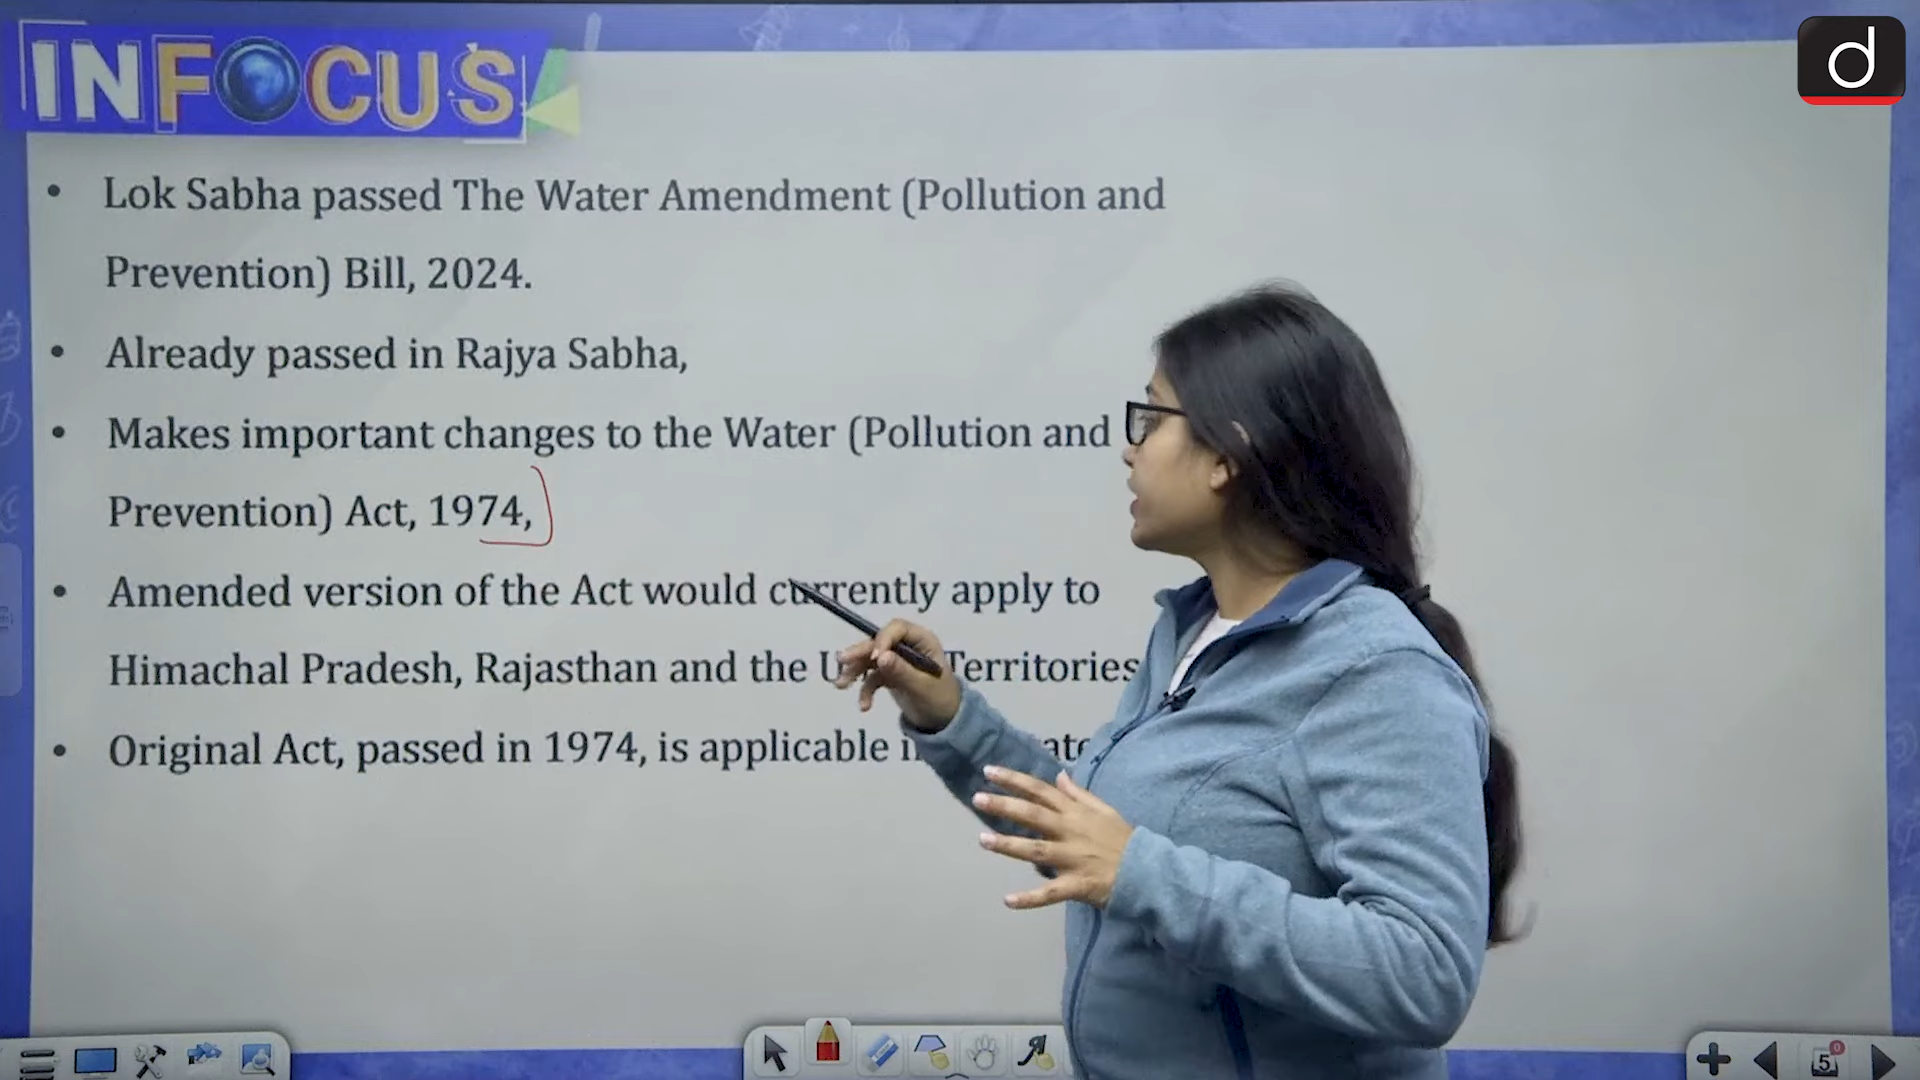 INFOCUS
d
• Lok Sabha passed The Water Amendment (Pollution and
Prevention) Bill, 2024.
• Already passed in Rajya Sabha,
• Makes important changes to the Water (Pollution and
Prevention) Act, 1974,
• Amended version of the Act would currently apply to
Himachal Pradesh, Rajasthan and the Territories
• Original Act, passed in 1974, is applicable
5
0